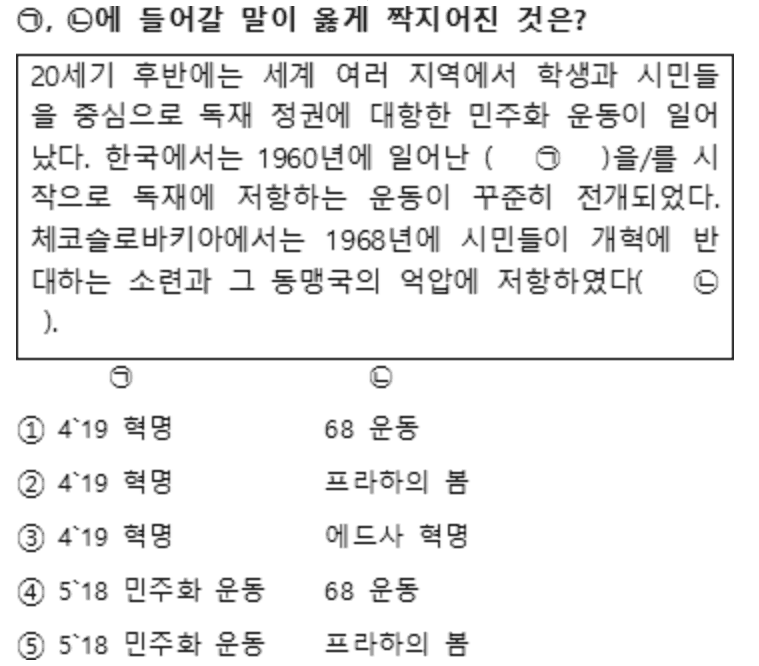 ㉠, ㉡에 들어갈 말이 옳게 짝지어진 것은?
20세기 후반에는 세계 여러 지역에서 학생과 시민들
을 중심으로 독재 정권에 대항한 민주화 운동이 일어
났다. 한국에서는 1960년에 일어난 ( ㉠ )을/를 시
작으로 독재에 저항하는 운동이 꾸준히 전개되었다.
체코슬로바키아에서는 1968년에 시민들이 개혁에 반
대하는 소련과 그 동맹국의 억압에 저항하였다( ㉡
).
㉠ ㉡
① 4`19 혁명 68 운동
② 4`19 혁명 프라하의 봄
③ 4`19 혁명 에드사 혁명
④ 5`18 민주화 운동 68 운동
⑤ 5`18 민주화 운동 프라하의 봄